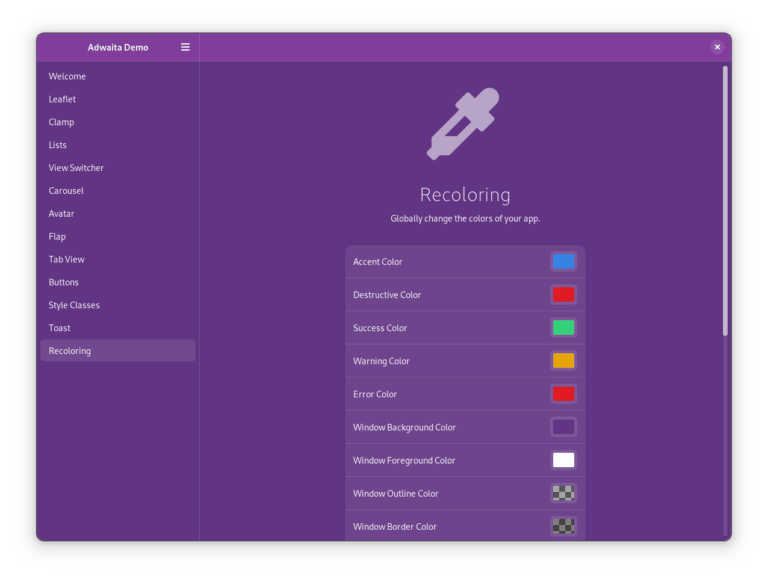 Adwaita Demo
Welcome
Leaflet
Clamp
Lists
View Switcher
Carousel
Avatar
Flap
Tab View
Buttons
Style Classes
Toast
Recoloring
Recoloring
Globally change the colors of your app.
Accent Color
Destructive Color
Success Color
Warning Color
Error Color
Window Background Color
Window Foreground Color
Window Outline Color
Window Border Color